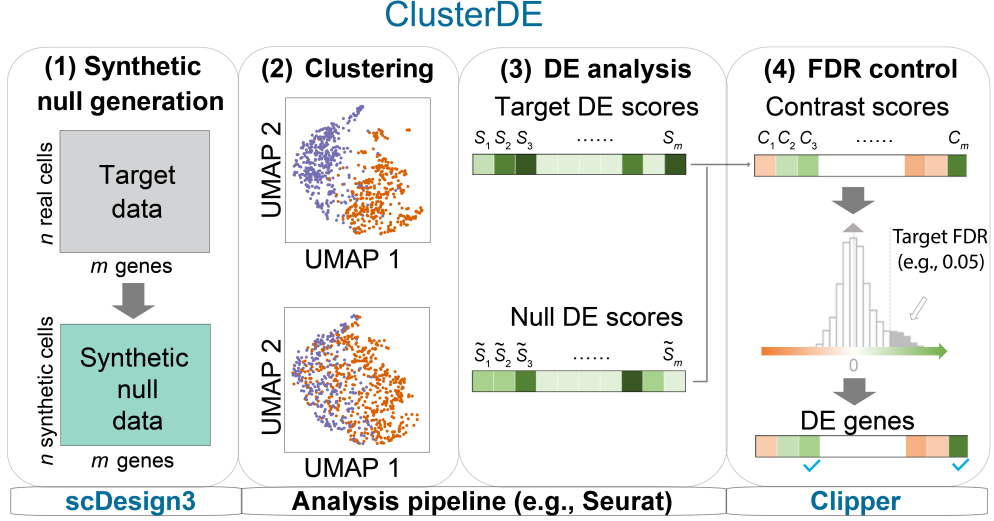 ClusterDE
(1) Synthetic
null generation
n real cells
Target
data
m genes
n synthetic cells
Synthetic
null
data
m genes
scDesign3
(2) Clustering
UMAP 2
UMAP 1
UMAP 2
UMAP 1
(3) DE analysis
Target DE scores
S1 S2 S3 ...... Sm
Null DE scores
S̃1 S̃2 S̃3 ...... S̃m
Analysis pipeline (e.g., Seurat)
(4) FDR control
Contrast scores
C1 C2 C3 ...... Cm
Target FDR
(e.g., 0.05)
0
DE genes
Clipper